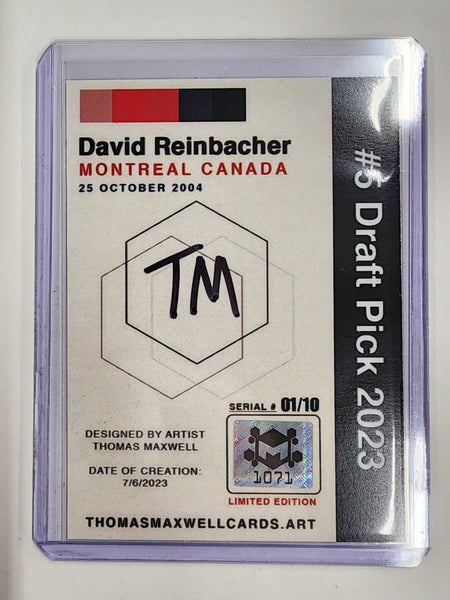 David Reinbacher
MONTREAL CANADA
25 OCTOBER 2004
#5 Draft Pick 2023
TM
SERIAL # 01/10
DESIGNED BY ARTIST
THOMAS MAXWELL
DATE OF CREATION:
7/6/2023
M
1071
LIMITED EDITION
THOMASMAXWELLCARDS.ART